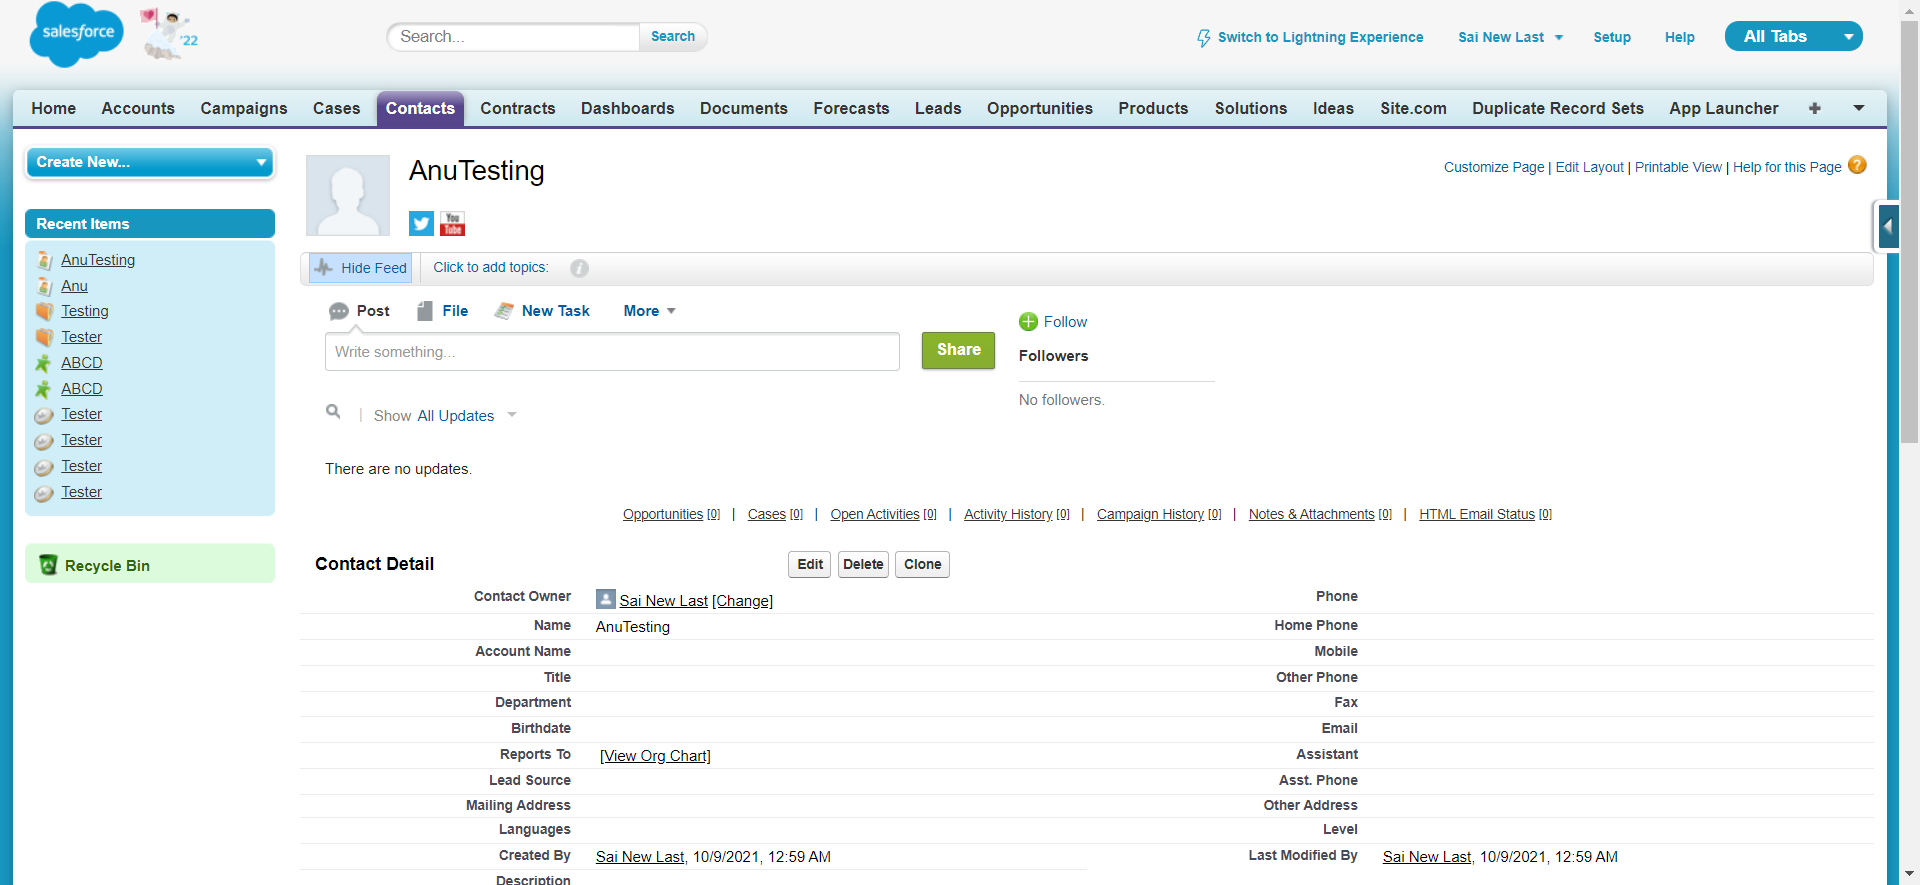 salesforce
'22
Search...
Search
Switch to Lightning Experience
Sai New Last
Setup
Help
All Tabs
Home Accounts Campaigns Cases Contacts Contracts Dashboards Documents Forecasts Leads Opportunities Products Solutions Ideas Site.com Duplicate Record Sets App Launcher +
Create New...
Recent Items
AnuTesting
Anu
Testing
Tester
ABCD
ABCD
Tester
Tester
Tester
Tester
Recycle Bin
AnuTesting
You Tube
Customize Page | Edit Layout | Printable View | Help for this Page ?
Hide Feed
Click to add topics: i
Post File New Task More
Write something...
Share
Show All Updates
There are no updates.
Follow
Followers
No followers.
Opportunities [0] | Cases [0] | Open Activities [0] | Activity History [0] | Campaign History [0] | Notes & Attachments [0] | HTML Email Status [0]
Contact Detail
Edit Delete Clone
Contact Owner Sai New Last [Change] Phone
Name AnuTesting Home Phone
Account Name Mobile
Title Other Phone
Department Fax
Birthdate Email
Reports To [View Org Chart] Assistant
Lead Source Asst. Phone
Mailing Address Other Address
Languages Level
Created By Sai New Last, 10/9/2021, 12:59 AM Last Modified By Sai New Last, 10/9/2021, 12:59 AM
Description